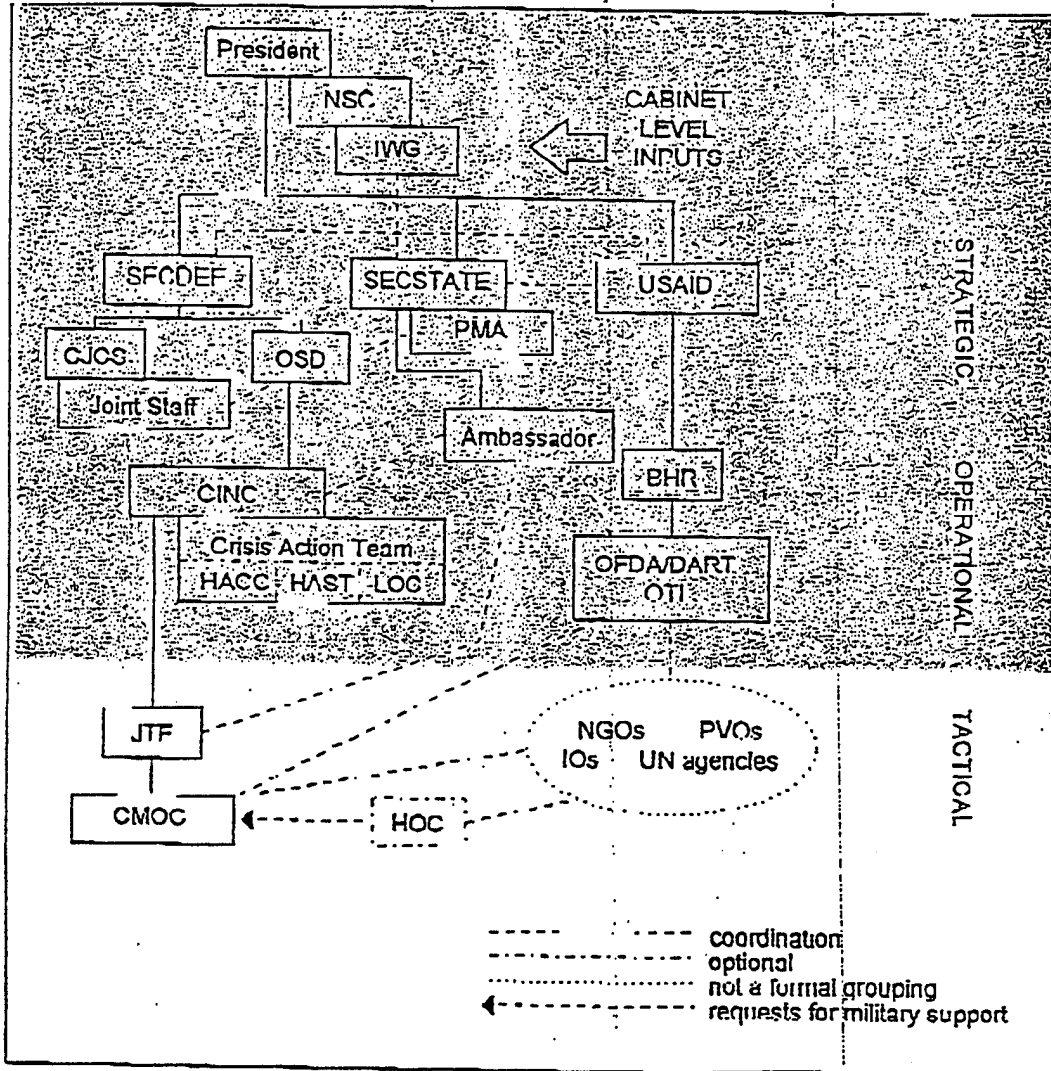 President
NSC
IWG
CABINET
LEVEL
INPUTS
SECDEF
SECSTATE
USAID
PMA
CJCS
OSD
Joint Staff
Ambassador
BHR
CINC
Crisis Action Team
HACC HAST LOC
OFDA/DART
OTI
STRATEGIC
OPERATIONAL
TACTICAL
JTF
NGOs PVOs
IOs UN agencies
CMOC
HOC
coordination
optional
not a formal grouping
requests for military support